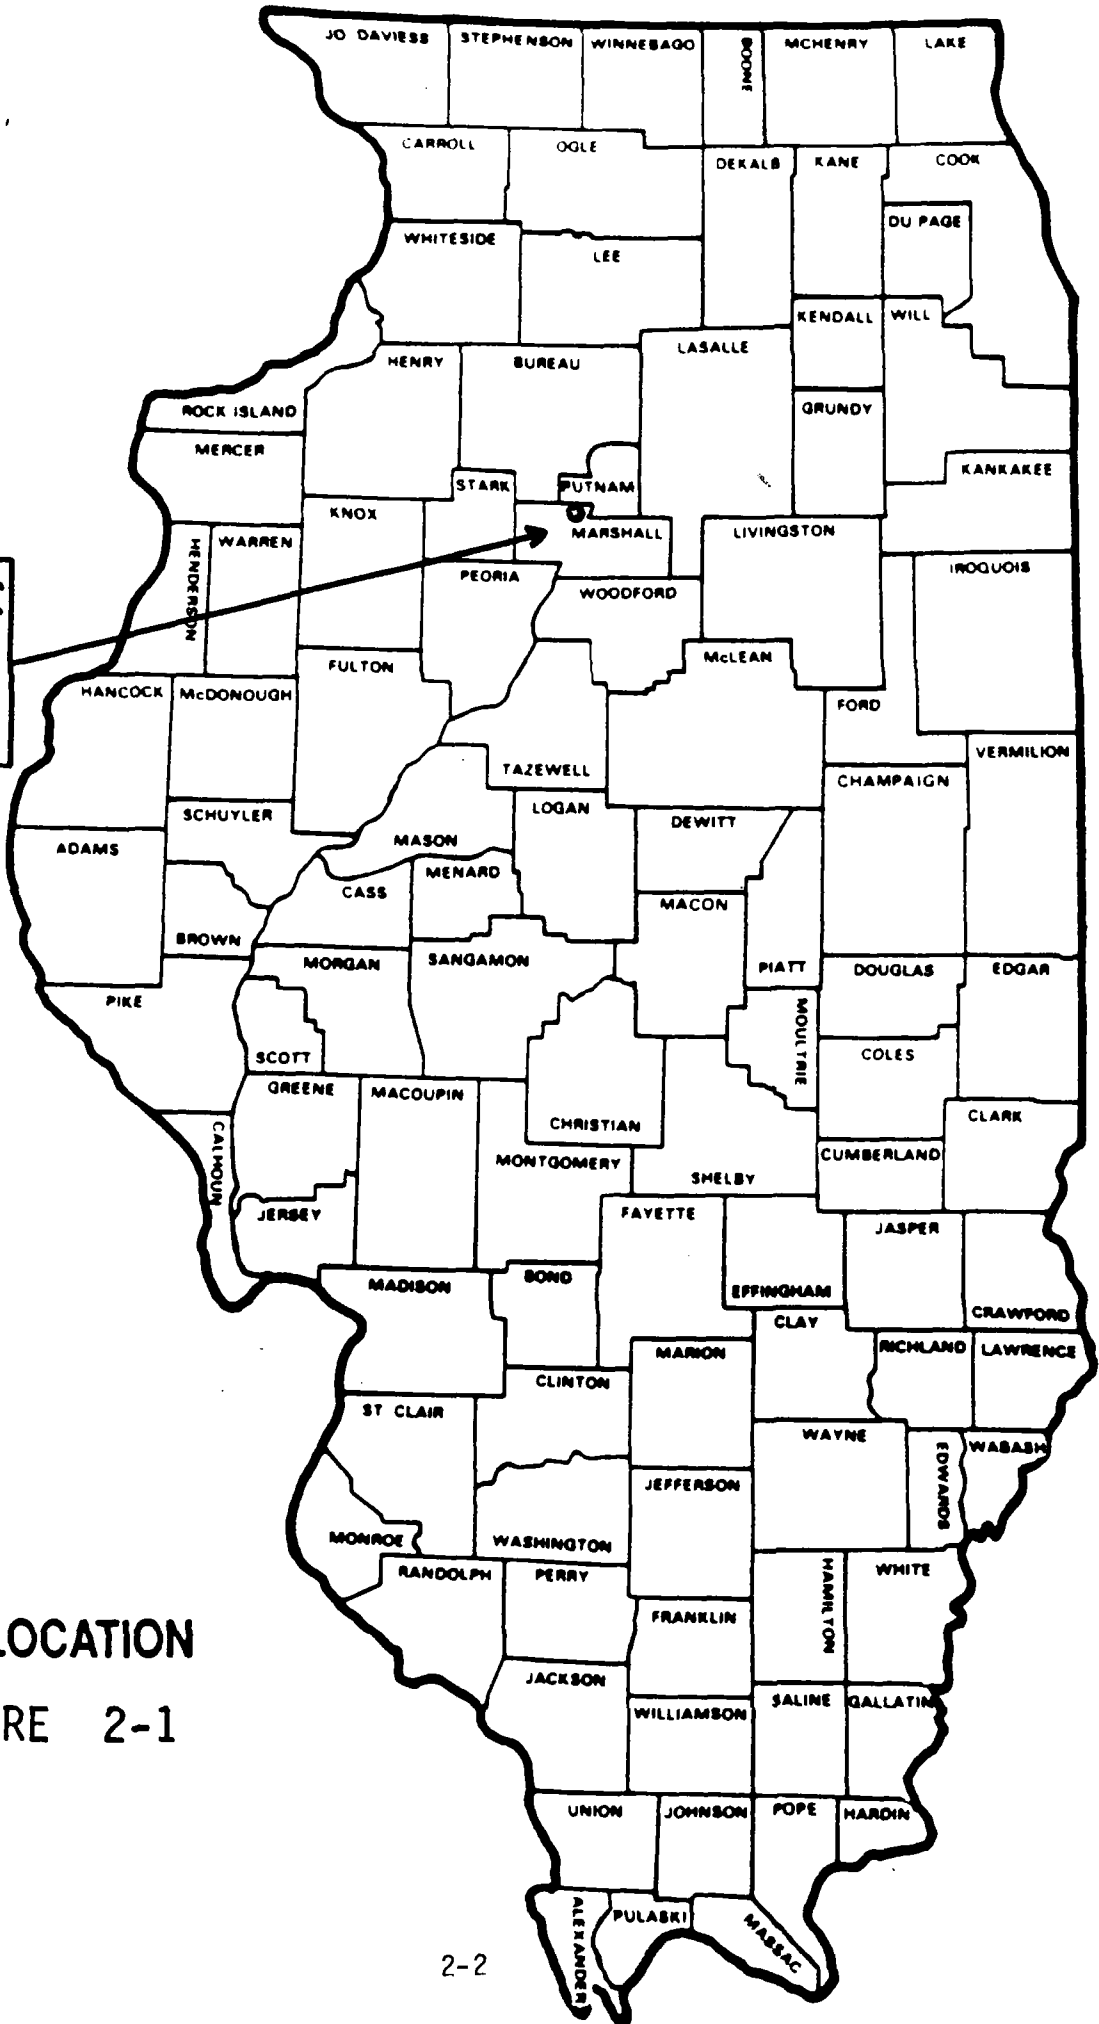 JO DAVIESS STEPHENSON WINNEBAGO BOONE MCHENRY LAKE
CARROLL OGLE DEKALB KANE COOK
DU PAGE
WHITESIDE LEE
KENDALL WILL
HENRY BUREAU LASALLE
ROCK ISLAND GRUNDY
MERCER KANKAKEE
STARK PUTNAM
KNOX MARSHALL LIVINGSTON
HENDERSON WARREN PEORIA IROQUOIS
WOODFORD
FULTON McLEAN
HANCOCK McDONOUGH FORD
VERMILION
TAZEWELL CHAMPAIGN
SCHUYLER LOGAN DEWITT
ADAMS MASON
CASS MENARD MACON
BROWN MORGAN SANGAMON PIATT DOUGLAS EDGAR
PIKE MOULTRIE
SCOTT COLES
GREENE MACOUPIN
CHRISTIAN CLARK
CALHOUN MONTGOMERY CUMBERLAND
SHELBY
JERSEY FAYETTE JASPER
MADISON BOND EFFINGHAM
CLAY CRAWFORD
MARION RICHLAND LAWRENCE
CLINTON
ST CLAIR WAYNE EDWARDS WABASH
JEFFERSON
MONROE WASHINGTON
RANDOLPH PERRY HAMILTON WHITE
FRANKLIN
LOCATION
JACKSON
WILLIAMSON SALINE GALLATIN
RE 2-1
UNION JOHNSON POPE HARDIN
ALEXANDER PULASKI MASSAC
2-2